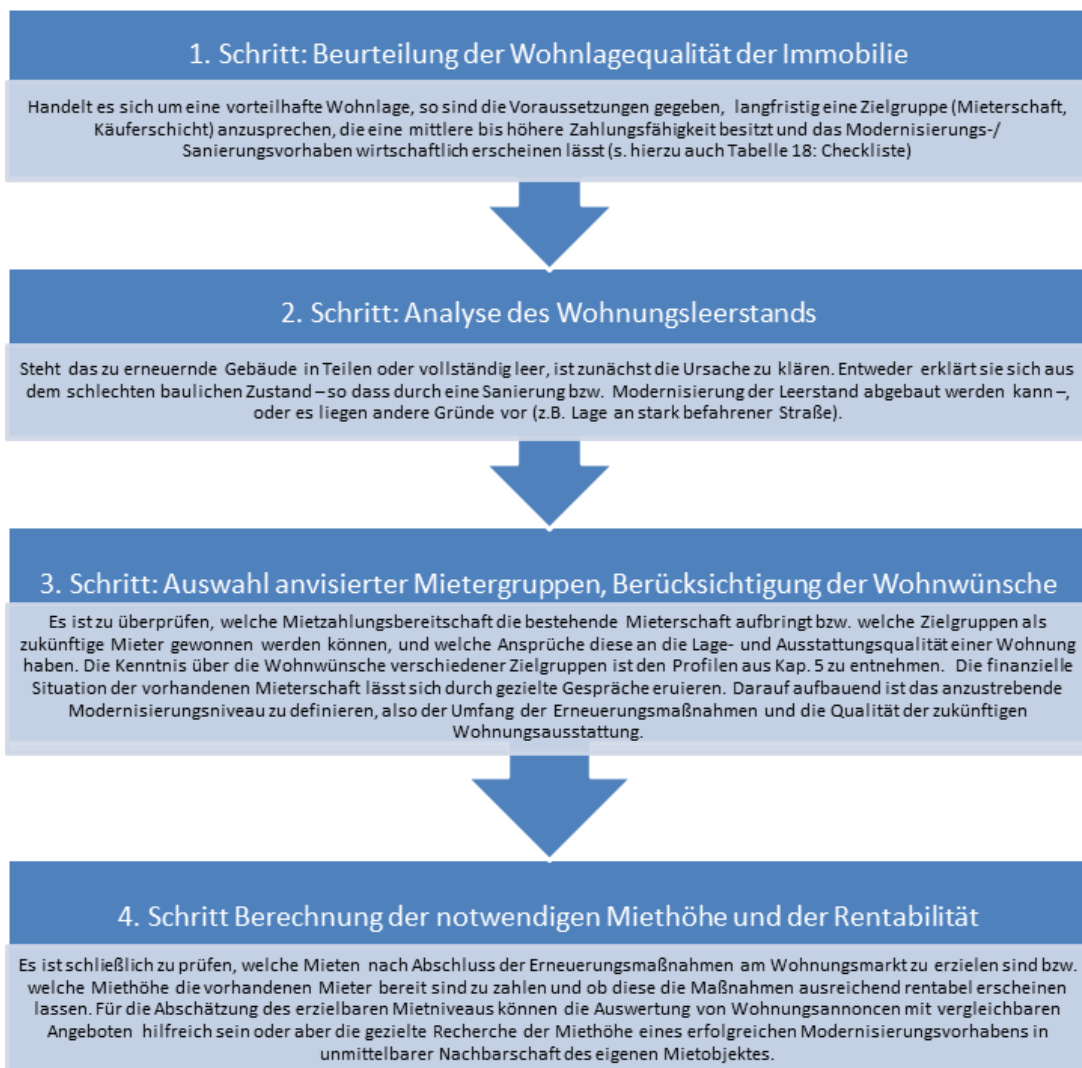 1. Schritt: Beurteilung der Wohnlagequalität der Immobilie
Handelt es sich um eine vorteilhafte Wohnlage, so sind die Voraussetzungen gegeben, langfristig eine Zielgruppe (Mieterschaft,
Käuferschicht) anzusprechen, die eine mittlere bis höhere Zahlungsfähigkeit besitzt und das Modernisierungs-/
Sanierungsvorhaben wirtschaftlich erscheinen lässt (s. hierzu auch Tabelle 18: Checkliste)
2. Schritt: Analyse des Wohnungsleerstands
Steht das zu erneuernde Gebäude in Teilen oder vollständig leer, ist zunächst die Ursache zu klären. Entweder erklärt sie sich aus
dem schlechten baulichen Zustand – so dass durch eine Sanierung bzw. Modernisierung der Leerstand abgebaut werden kann –,
oder es liegen andere Gründe vor (z.B. Lage an stark befahrener Straße).
3. Schritt: Auswahl anvisierter Mietergruppen, Berücksichtigung der Wohnwünsche
Es ist zu überprüfen, welche Mietzahlungsbereitschaft die bestehende Mieterschaft aufbringt bzw. welche Zielgruppen als
zukünftige Mieter gewonnen werden können, und welche Ansprüche diese an die Lage- und Ausstattungsqualität einer Wohnung
haben. Die Kenntnis über die Wohnwünsche verschiedener Zielgruppen ist den Profilen aus Kap. 5 zu entnehmen. Die finanzielle
Situation der vorhandenen Mieterschaft lässt sich durch gezielte Gespräche eruieren. Darauf aufbauend ist das anzustrebende
Modernisierungsniveau zu definieren, also der Umfang der Erneuerungsmaßnahmen und die Qualität der zukünftigen
Wohnungsausstattung.
4. Schritt Berechnung der notwendigen Miethöhe und der Rentabilität
Es ist schließlich zu prüfen, welche Mieten nach Abschluss der Erneuerungsmaßnahmen am Wohnungsmarkt zu erzielen sind bzw.
welche Miethöhe die vorhandenen Mieter bereit sind zu zahlen und ob diese die Maßnahmen ausreichend rentabel erscheinen
lassen. Für die Abschätzung des erzielbaren Mietniveaus können die Auswertung von Wohnungsannoncen mit vergleichbaren
Angeboten hilfreich sein oder aber die gezielte Recherche der Miethöhe eines erfolgreichen Modernisierungsvorhabens in
unmittelbarer Nachbarschaft des eigenen Mietobjektes.